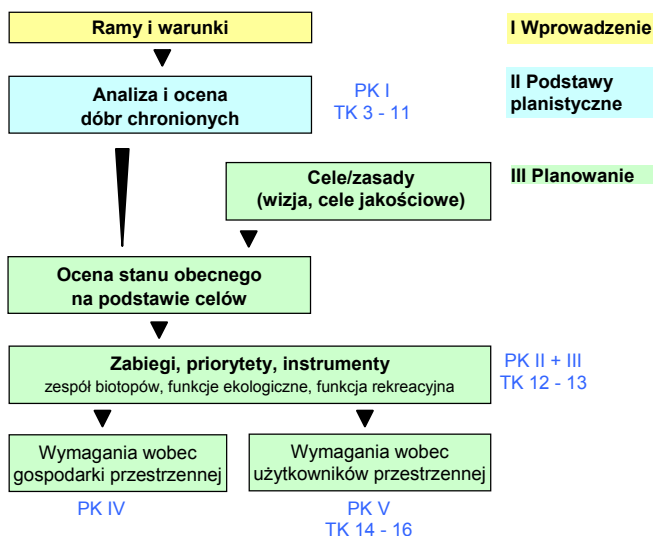 Ramy i warunki
I Wprowadzenie
Analiza i ocena
dóbr chronionych
PK I
TK 3 - 11
II Podstawy
planistyczne
Cele/zasady
(wizja, cele jakościowe)
III Planowanie
Ocena stanu obecnego
na podstawie celów
Zabiegi, priorytety, instrumenty
zespół biotopów, funkcje ekologiczne, funkcja rekreacyjna
PK II + III
TK 12 - 13
Wymagania wobec
gospodarki przestrzennej
Wymagania wobec
użytkowników przestrzennej
PK IV
PK V
TK 14 - 16